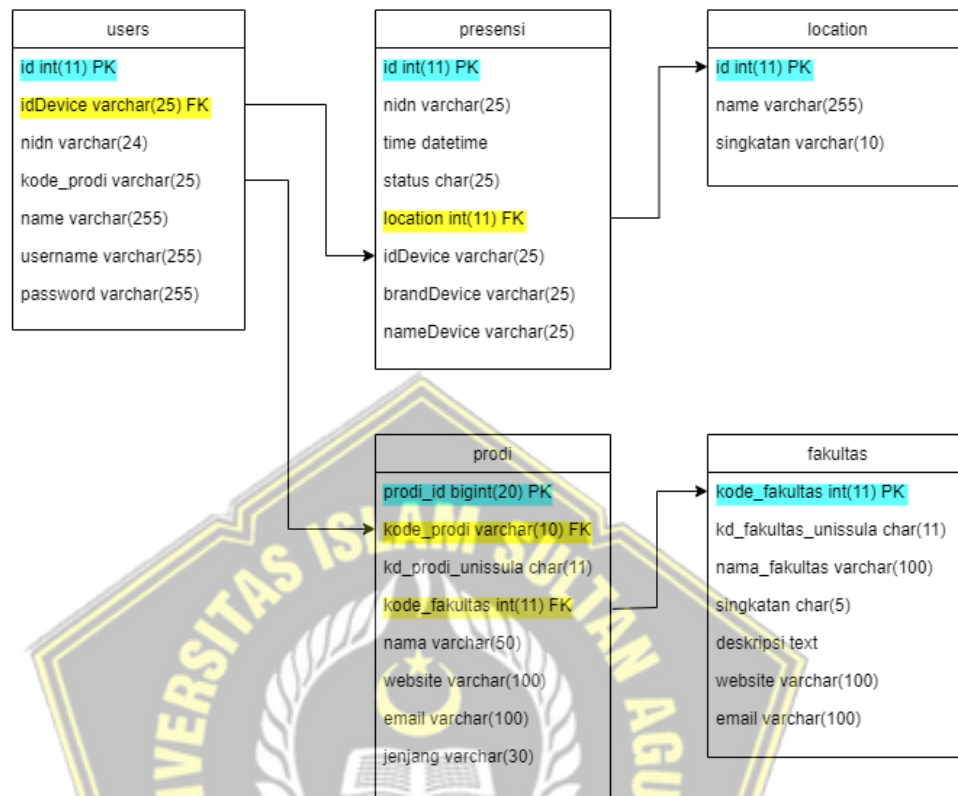 users
id int(11) PK
idDevice varchar(25) FK
nidn varchar(24)
kode_prodi varchar(25)
name varchar(255)
username varchar(255)
password varchar(255)
presensi
id int(11) PK
nidn varchar(25)
time datetime
status char(25)
location int(11) FK
idDevice varchar(25)
brandDevice varchar(25)
nameDevice varchar(25)
location
id int(11) PK
name varchar(255)
singkatan varchar(10)
prodi
prodi_id bigint(20) PK
kode_prodi varchar(10) FK
kd_prodi_unissula char(11)
kode_fakultas int(11) FK
nama varchar(50)
website varchar(100)
email varchar(100)
jenjang varchar(30)
fakultas
kode_fakultas int(11) PK
kd_fakultas_unissula char(11)
nama_fakultas varchar(100)
singkatan char(5)
deskripsi text
website varchar(100)
email varchar(100)
IVERSITAS ISLAM SULTAN AGU